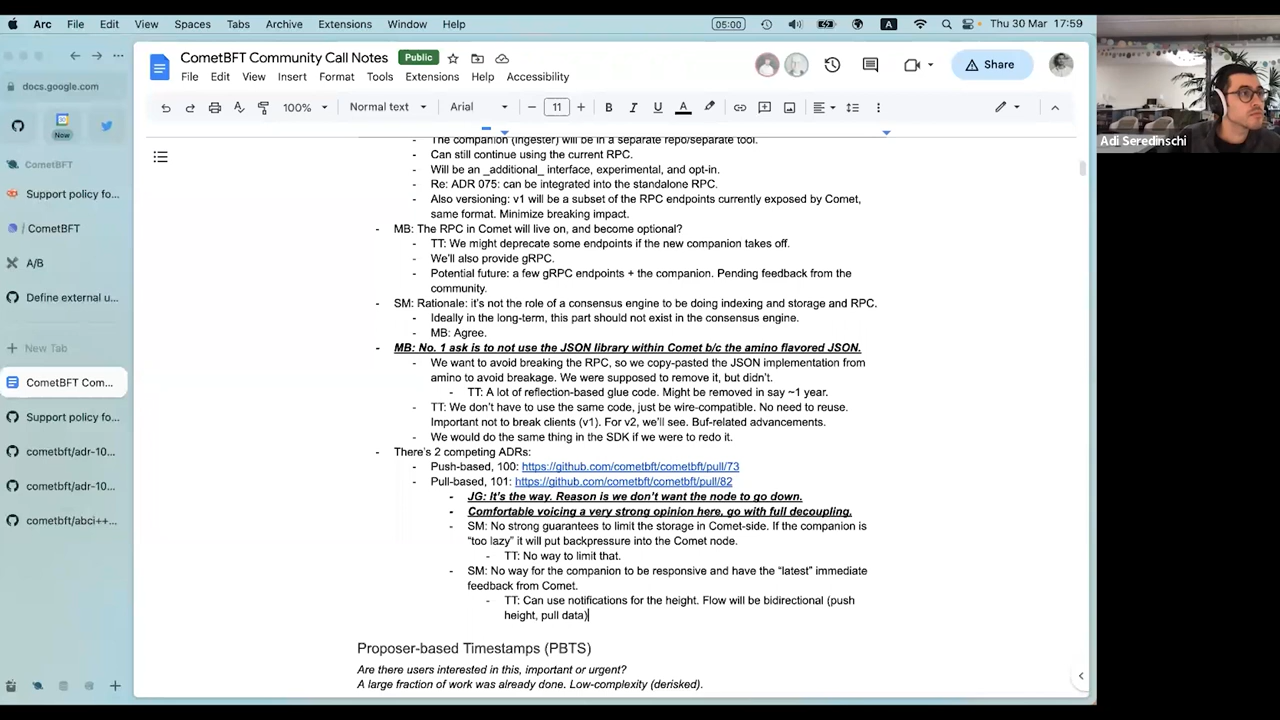 Arc File Edit View Spaces Tabs Archive Extensions Window Help 05:00 A Thu 30 Mar 17:59
docs.google.com
Now
CometBFT
Support policy fo...
/ CometBFT
A/B
Define external u...
New Tab
CometBFT Com...
Support policy fo...
cometbft/adr-10...
cometbft/adr-10...
cometbft/abci++...
CometBFT Community Call Notes Public
File Edit View Insert Format Tools Extensions Help Accessibility
Share
100% Normal text Arial 11 B I U A
- The companion (ingester) will be in a separate repo/separate tool.
- Can still continue using the current RPC.
- Will be an _additional_ interface, experimental, and opt-in.
- Re: ADR 075: can be integrated into the standalone RPC.
- Also versioning: v1 will be a subset of the RPC endpoints currently exposed by Comet,
same format. Minimize breaking impact.
- MB: The RPC in Comet will live on, and become optional?
- TT: We might deprecate some endpoints if the new companion takes off.
- We'll also provide gRPC.
- Potential future: a few gRPC endpoints + the companion. Pending feedback from the
community.
- SM: Rationale: it's not the role of a consensus engine to be doing indexing and storage and RPC.
- Ideally in the long-term, this part should not exist in the consensus engine.
- MB: Agree.
- MB: No. 1 ask is to not use the JSON library within Comet b/c the amino flavored JSON.
- We want to avoid breaking the RPC, so we copy-pasted the JSON implementation from
amino to avoid breakage. We were supposed to remove it, but didn't.
- TT: A lot of reflection-based glue code. Might be removed in say ~1 year.
- TT: We don't have to use the same code, just be wire-compatible. No need to reuse.
Important not to break clients (v1). For v2, we'll see. Buf-related advancements.
- We would do the same thing in the SDK if we were to redo it.
- There's 2 competing ADRs:
- Push-based, 100: https://github.com/cometbft/cometbft/pull/73
- Pull-based, 101: https://github.com/cometbft/cometbft/pull/82
- JG: It's the way. Reason is we don't want the node to go down.
- Comfortable voicing a very strong opinion here, go with full decoupling.
- SM: No strong guarantees to limit the storage in Comet-side. If the companion is
"too lazy" it will put backpressure into the Comet node.
- TT: No way to limit that.
- SM: No way for the companion to be responsive and have the "latest" immediate
feedback from Comet.
- TT: Can use notifications for the height. Flow will be bidirectional (push
height, pull data)
Proposer-based Timestamps (PBTS)
Are there users interested in this, important or urgent?
A large fraction of work was already done. Low-complexity (derisked).
Adi Seredinschi